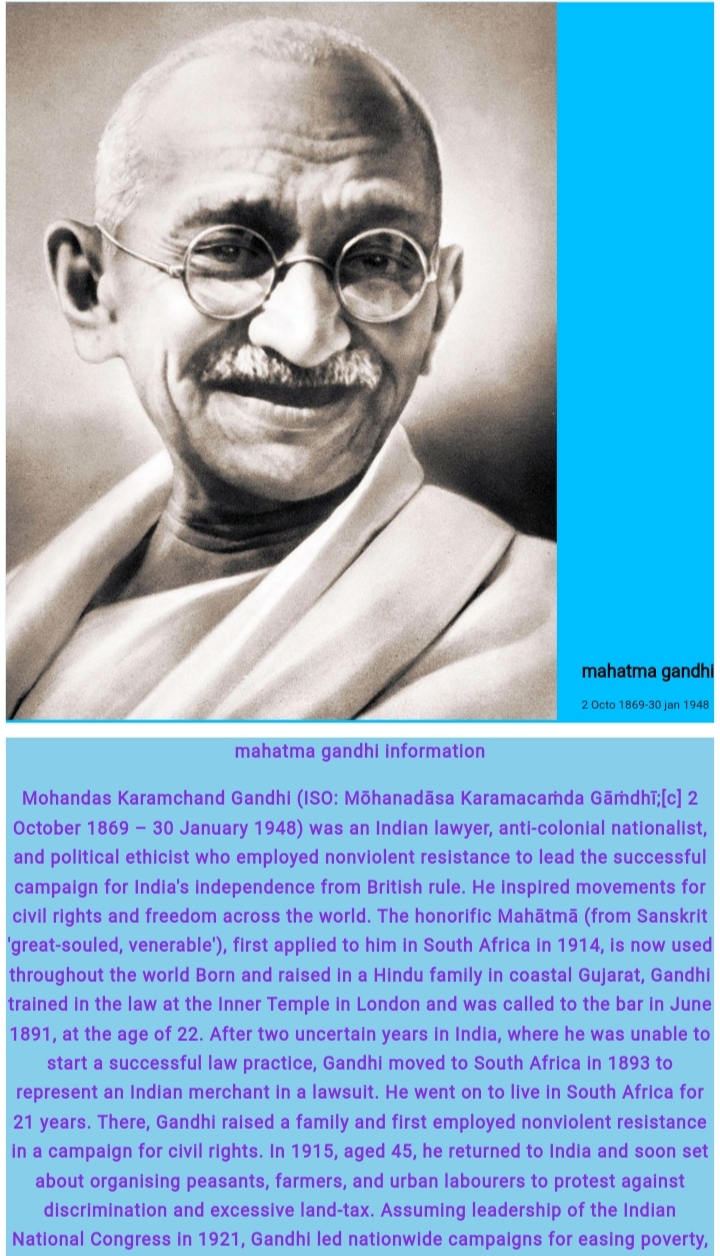 mahatma gandhi
2 Octo 1869-30 jan 1948
mahatma gandhi information
Mohandas Karamchand Gandhi (ISO: Mōhanadāsa Karamacaṁda Gāṁdhī;[c] 2
October 1869 – 30 January 1948) was an Indian lawyer, anti-colonial nationalist,
and political ethicist who employed nonviolent resistance to lead the successful
campaign for India's independence from British rule. He inspired movements for
civil rights and freedom across the world. The honorific Mahātmā (from Sanskrit
'great-souled, venerable'), first applied to him in South Africa in 1914, is now used
throughout the world Born and raised in a Hindu family in coastal Gujarat, Gandhi
trained in the law at the Inner Temple in London and was called to the bar in June
1891, at the age of 22. After two uncertain years in India, where he was unable to
start a successful law practice, Gandhi moved to South Africa in 1893 to
represent an Indian merchant in a lawsuit. He went on to live in South Africa for
21 years. There, Gandhi raised a family and first employed nonviolent resistance
in a campaign for civil rights. In 1915, aged 45, he returned to India and soon set
about organising peasants, farmers, and urban labourers to protest against
discrimination and excessive land-tax. Assuming leadership of the Indian
National Congress in 1921, Gandhi led nationwide campaigns for easing poverty,